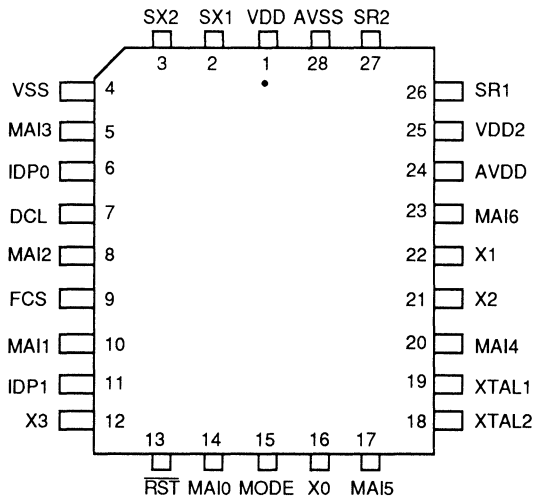 SX2 SX1 VDD AVSS SR2
3 2 1 28 27
VSS 4 26 SR1
MAI3 5 25 VDD2
IDP0 6 24 AVDD
DCL 7 23 MAI6
MAI2 8 22 X1
FCS 9 21 X2
MAI1 10 20 MAI4
IDP1 11 19 XTAL1
X3 12 18 XTAL2
13 14 15 16 17
R̅S̅T̅ MAI0 MODE X0 MAI5